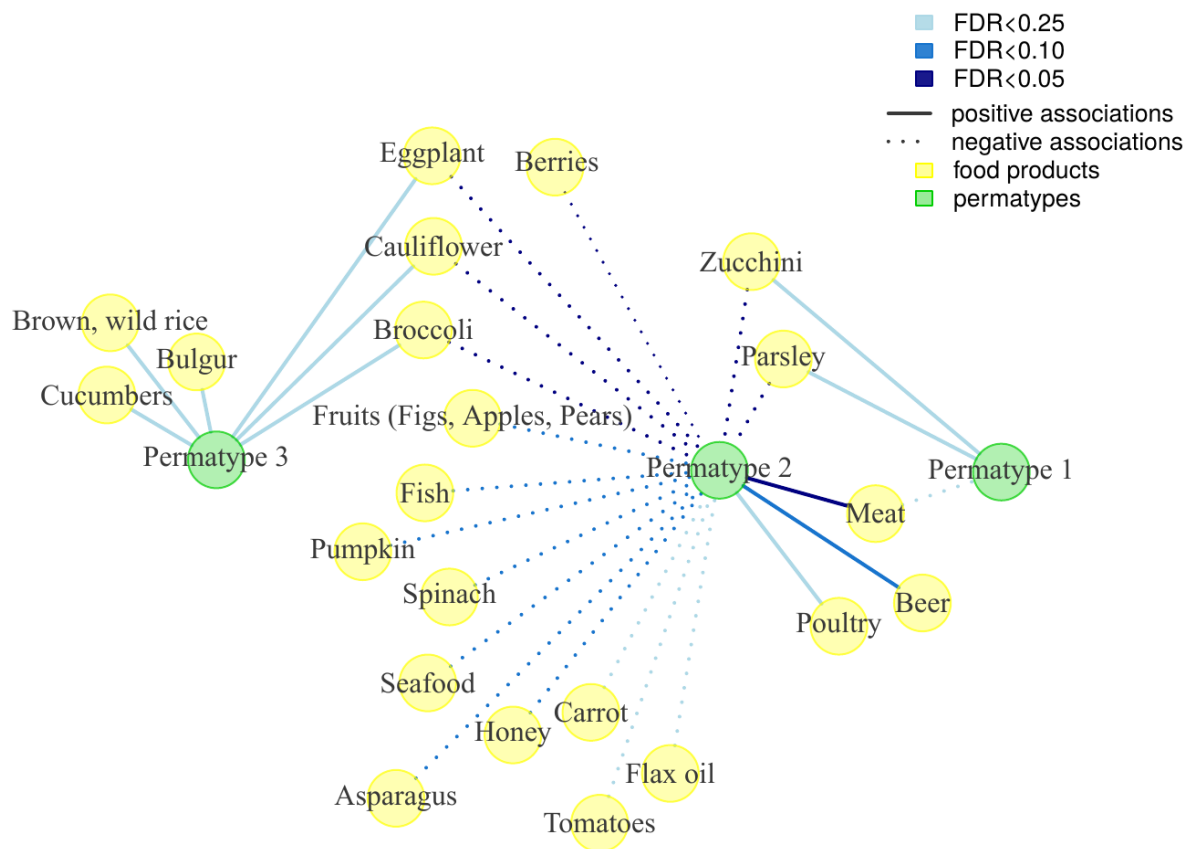 FDR<0.25
FDR<0.10
FDR<0.05
positive associations
negative associations
food products
permatypes
Eggplant
Berries
Cauliflower
Zucchini
Brown, wild rice
Broccoli
Bulgur
Parsley
Cucumbers
Fruits (Figs, Apples, Pears)
Permatype 3
Permatype 2
Permatype 1
Fish
Meat
Pumpkin
Spinach
Beer
Poultry
Seafood
Carrot
Honey
Flax oil
Asparagus
Tomatoes